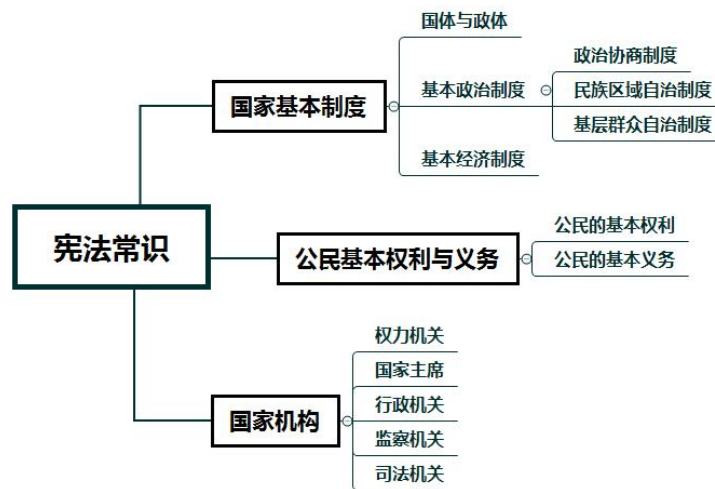 宪法常识
国家基本制度
国体与政体
基本政治制度
政治协商制度
民族区域自治制度
基层群众自治制度
基本经济制度
公民基本权利与义务
公民的基本权利
公民的基本义务
国家机构
权力机关
国家主席
行政机关
监察机关
司法机关